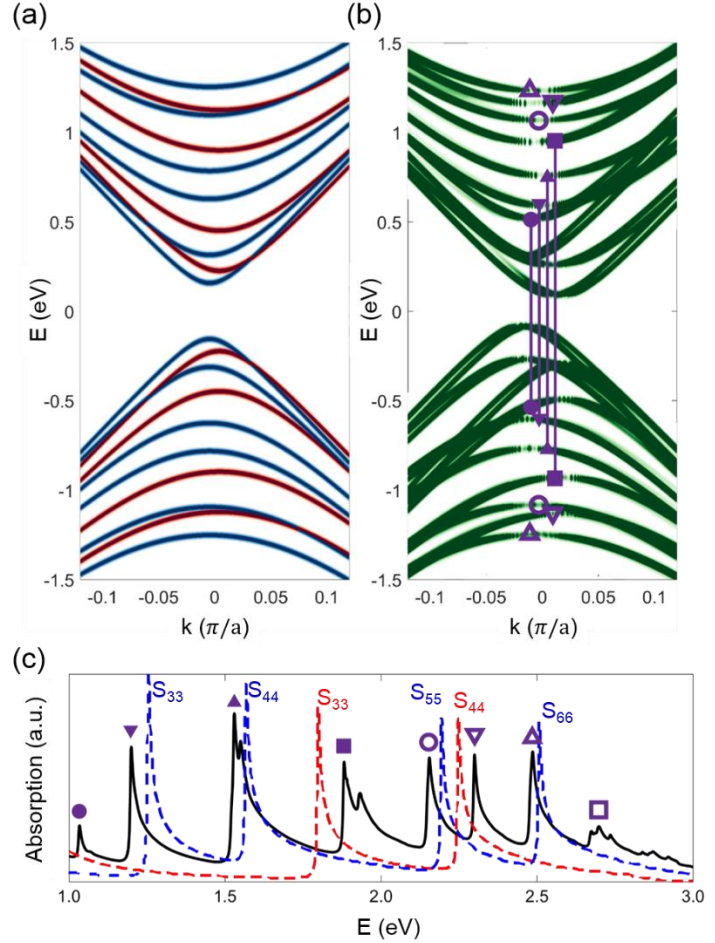 (a)
(b)
1.5
1
0.5
0
-0.5
-1
-1.5
E (eV)
-0.1
-0.05
0
0.05
0.1
k (π/a)
1.5
1
0.5
0
-0.5
-1
-1.5
E (eV)
-0.1
-0.05
0
0.05
0.1
k (π/a)
(c)
Absorption (a.u.)
S33
S44
S33
S55
S44
S66
1.0
1.5
2.0
2.5
3.0
E (eV)